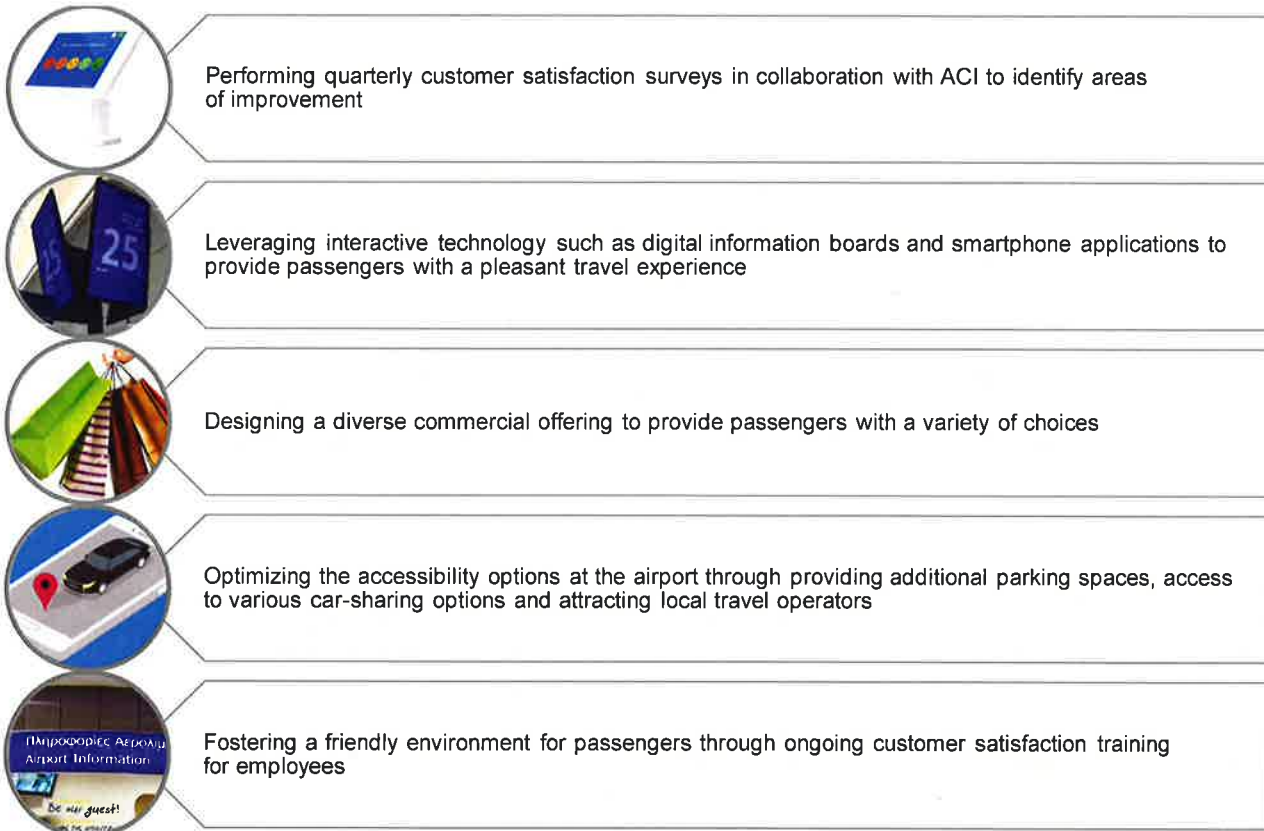 Performing quarterly customer satisfaction surveys in collaboration with ACI to identify areas
of improvement
25
Leveraging interactive technology such as digital information boards and smartphone applications to
provide passengers with a pleasant travel experience
Designing a diverse commercial offering to provide passengers with a variety of choices
Optimizing the accessibility options at the airport through providing additional parking spaces, access
to various car-sharing options and attracting local travel operators
Πληροφορίες Αερολιμ
Airport Information
Be our guest!
Fostering a friendly environment for passengers through ongoing customer satisfaction training
for employees